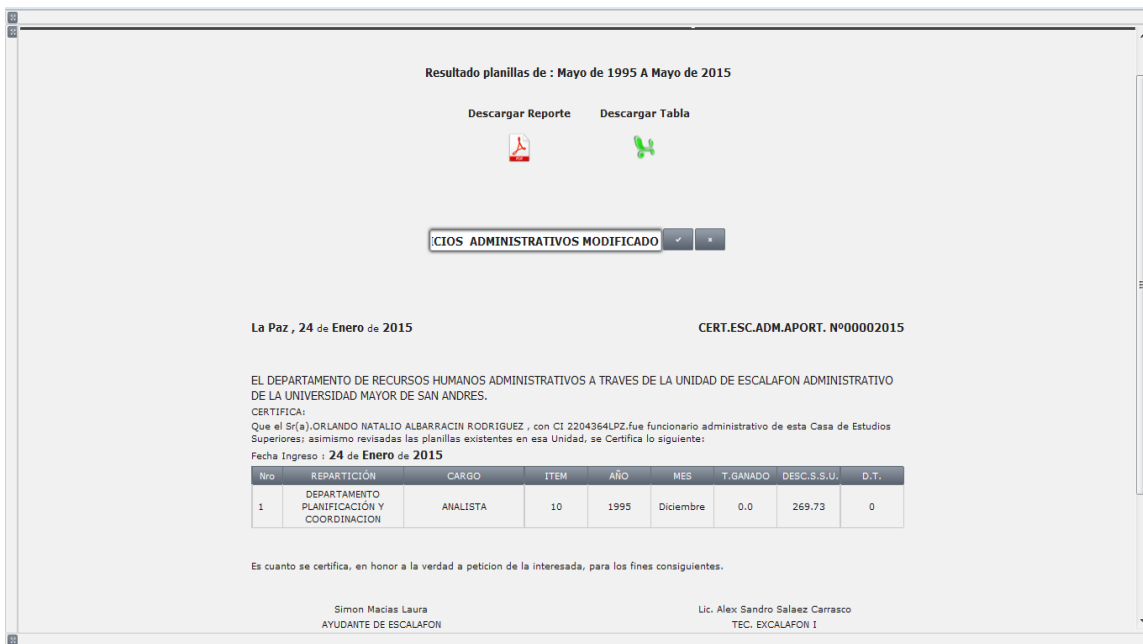 Resultado planillas de : Mayo de 1995 A Mayo de 2015
Descargar Reporte Descargar Tabla
PDF
CIOS ADMINISTRATIVOS MODIFICADO
La Paz , 24 de Enero de 2015 CERT.ESC.ADM.APORT. Nº00002015
EL DEPARTAMENTO DE RECURSOS HUMANOS ADMINISTRATIVOS A TRAVES DE LA UNIDAD DE ESCALAFON ADMINISTRATIVO
DE LA UNIVERSIDAD MAYOR DE SAN ANDRES.
CERTIFICA:
Que el Sr(a).ORLANDO NATALIO ALBARRACIN RODRIGUEZ , con CI 2204364LPZ.fue funcionario administrativo de esta Casa de Estudios
Superiores; asimismo revisadas las planillas existentes en esa Unidad, se Certifica lo siguiente:
Fecha Ingreso : 24 de Enero de 2015
Nro REPARTICIÓN CARGO ITEM AÑO MES T.GANADO DESC.S.S.U. D.T.
1 DEPARTAMENTO PLANIFICACIÓN Y COORDINACION ANALISTA 10 1995 Diciembre 0.0 269.73 0
Es cuanto se certifica, en honor a la verdad a peticion de la interesada, para los fines consiguientes.
Simon Macias Laura Lic. Alex Sandro Salaez Carrasco
AYUDANTE DE ESCALAFON TEC. EXCALAFON I